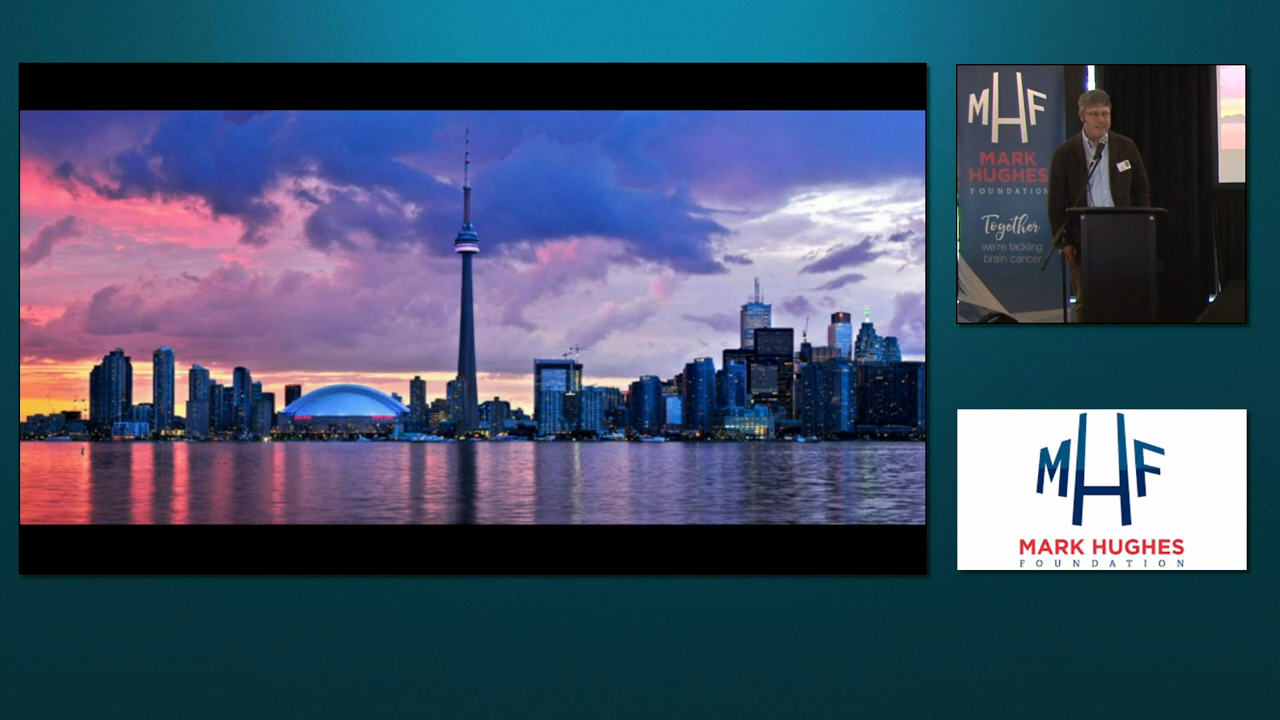 MHF
MARK
HUGHES
FOUNDATION
Together
we're tackling
brain cancer
MHF
MARK HUGHES
FOUNDATION